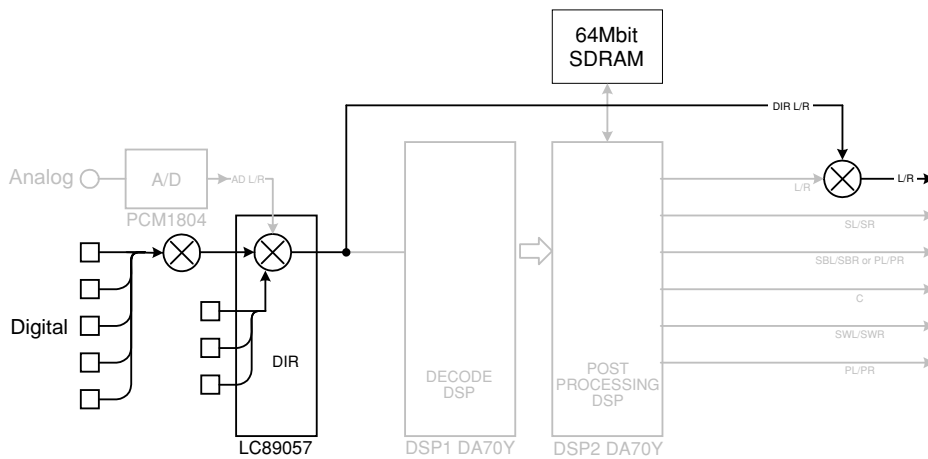 64Mbit
SDRAM
DIR L/R
Analog
A/D
AD L/R
PCM1804
L/R
L/R
SL/SR
SBL/SBR or PL/PR
C
Digital
SWL/SWR
DIR
DECODE
DSP
POST
PROCESSING
DSP
PL/PR
LC89057
DSP1 DA70Y
DSP2 DA70Y